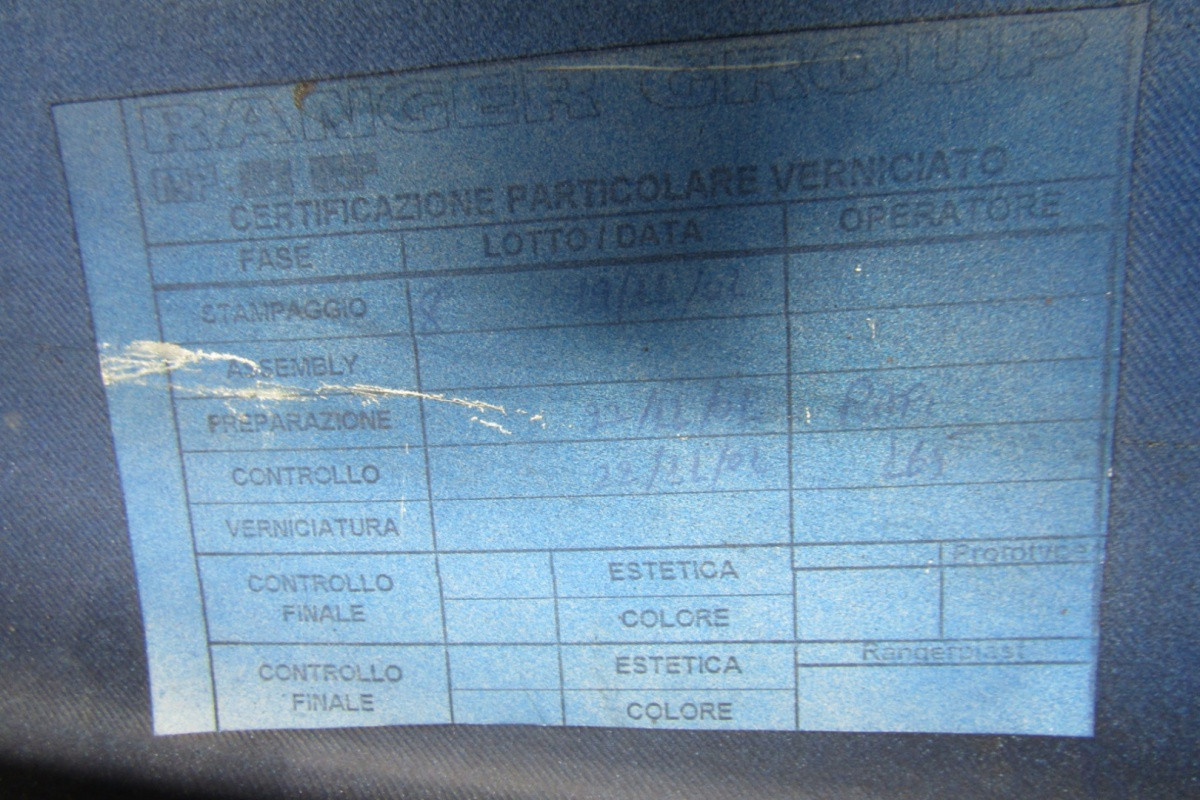 RANGER GROUP
CERTIFICAZIONE PARTICOLARE VERNICIATO
FASE LOTTO / DATA OPERATORE
STAMPAGGIO 8
ASSEMBLY
PREPARAZIONE
CONTROLLO
VERNICIATURA
CONTROLLO FINALE ESTETICA Prototype
COLORE
CONTROLLO FINALE ESTETICA Rangerplast
COLORE